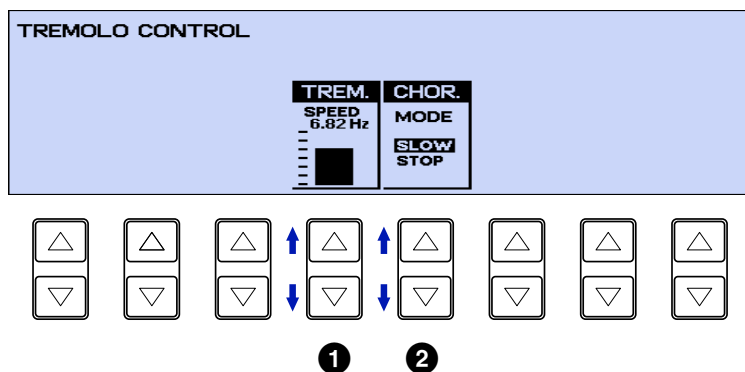 TREMOLO CONTROL
TREM.
SPEED
6.82 Hz
CHOR.
MODE
SLOW
STOP
1 2